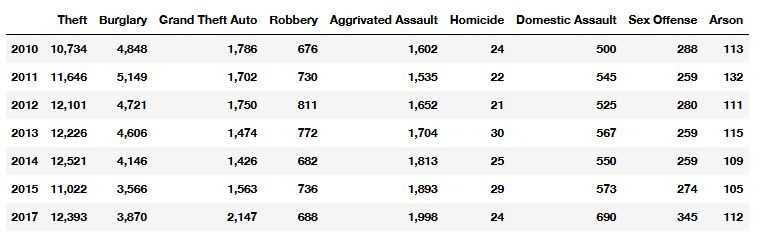 Theft Burglary Grand Theft Auto Robbery Aggrivated Assault Homicide Domestic Assault Sex Offense Arson
2010 10,734 4,848 1,786 676 1,602 24 500 288 113
2011 11,646 5,149 1,702 730 1,535 22 545 259 132
2012 12,101 4,721 1,750 811 1,652 21 525 280 111
2013 12,226 4,606 1,474 772 1,704 30 567 259 115
2014 12,521 4,146 1,426 682 1,813 25 550 259 109
2015 11,022 3,566 1,563 736 1,893 29 573 274 105
2017 12,393 3,870 2,147 688 1,998 24 690 345 112